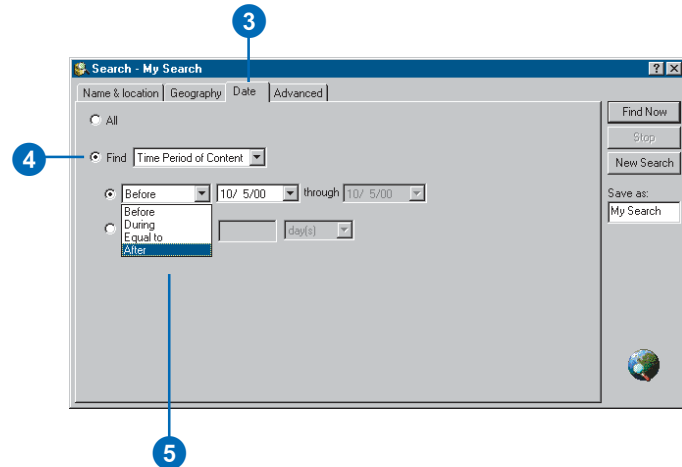 3
Search - My Search
Name & location Geography Date Advanced
All
Find Now
Stop
4
Find Time Period of Content
New Search
Before 10/ 5/00 through 10/ 5/00
Save as:
My Search
Before
During
Equal to
day(s)
After
5